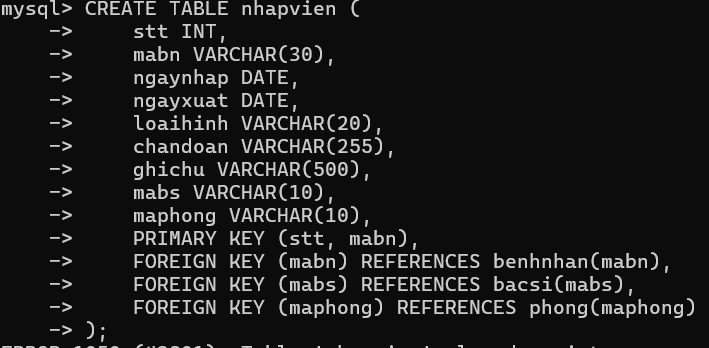 mysql> CREATE TABLE nhapvien (
    ->     stt INT,
    ->     mabn VARCHAR(30),
    ->     ngaynhap DATE,
    ->     ngayxuat DATE,
    ->     loaihinh VARCHAR(20),
    ->     chandoan VARCHAR(255),
    ->     ghichu VARCHAR(500),
    ->     mabs VARCHAR(10),
    ->     maphong VARCHAR(10),
    ->     PRIMARY KEY (stt, mabn),
    ->     FOREIGN KEY (mabn) REFERENCES benhnhan(mabn),
    ->     FOREIGN KEY (mabs) REFERENCES bacsi(mabs),
    ->     FOREIGN KEY (maphong) REFERENCES phong(maphong)
    -> );